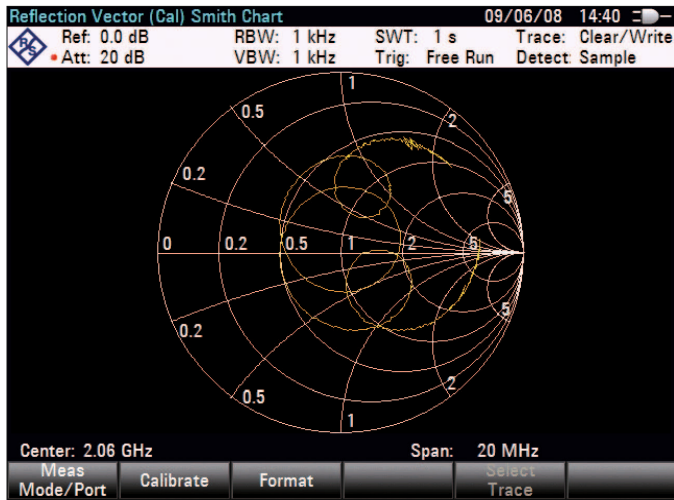 Reflection Vector (Cal) Smith Chart 09/06/08 14:40
Ref: 0.0 dB RBW: 1 kHz SWT: 1 s Trace: Clear/Write
Att: 20 dB VBW: 1 kHz Trig: Free Run Detect: Sample
R&S
1
0.5 2
0.2 5
0 0.2 0.5 1 2 5
0.2 5
0.5 2
1
Center: 2.06 GHz Span: 20 MHz
Meas Mode/Port Calibrate Format Select Trace